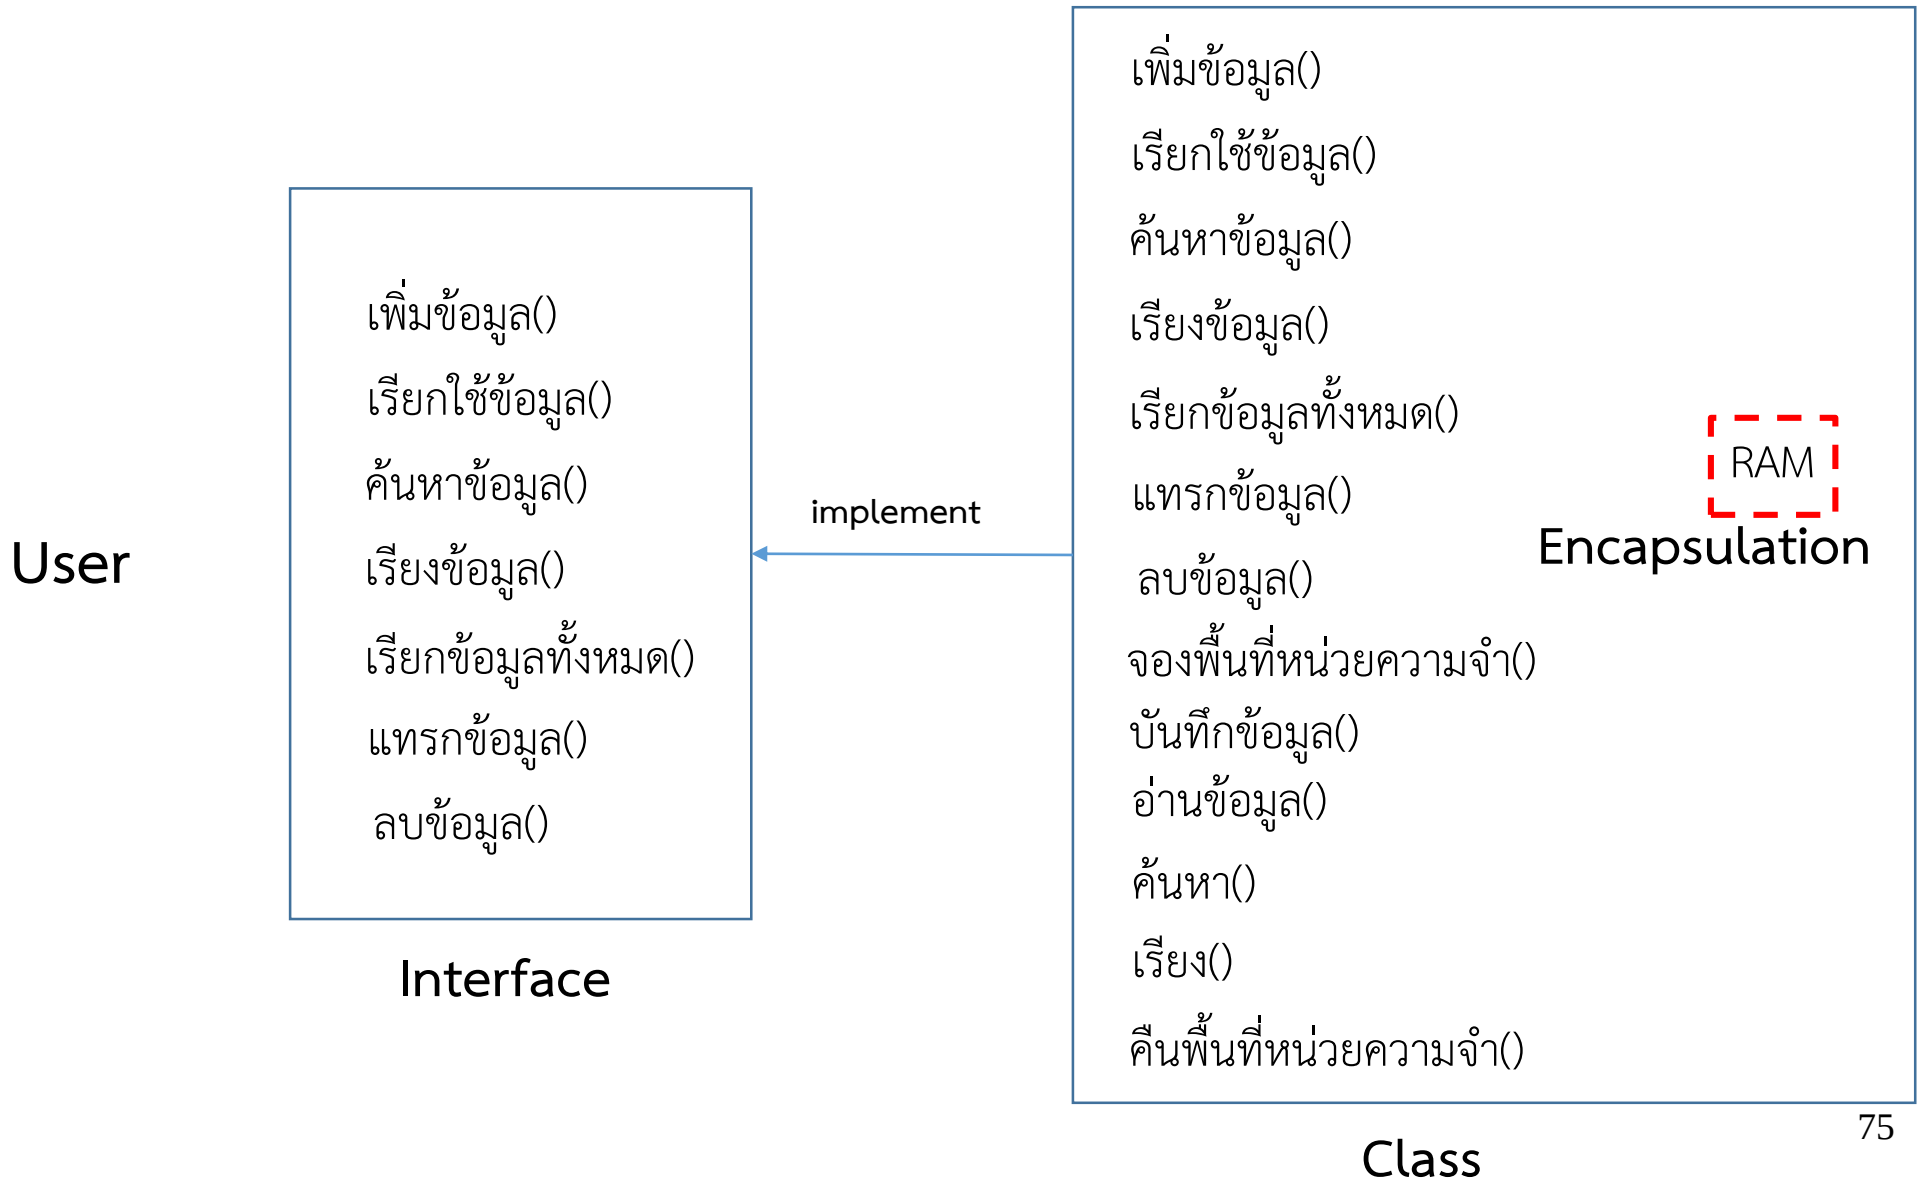 User
เพิ่มข้อมูล()
เรียกใช้ข้อมูล()
ค้นหาข้อมูล()
เรียงข้อมูล()
เรียกข้อมูลทั้งหมด()
แทรกข้อมูล()
ลบข้อมูล()
Interface
implement
เพิ่มข้อมูล()
เรียกใช้ข้อมูล()
ค้นหาข้อมูล()
เรียงข้อมูล()
เรียกข้อมูลทั้งหมด()
แทรกข้อมูล()
ลบข้อมูล()
จองพื้นที่หน่วยความจำ()
บันทึกข้อมูล()
อ่านข้อมูล()
ค้นหา()
เรียง()
คืนพื้นที่หน่วยความจำ()
RAM
Encapsulation
Class
75